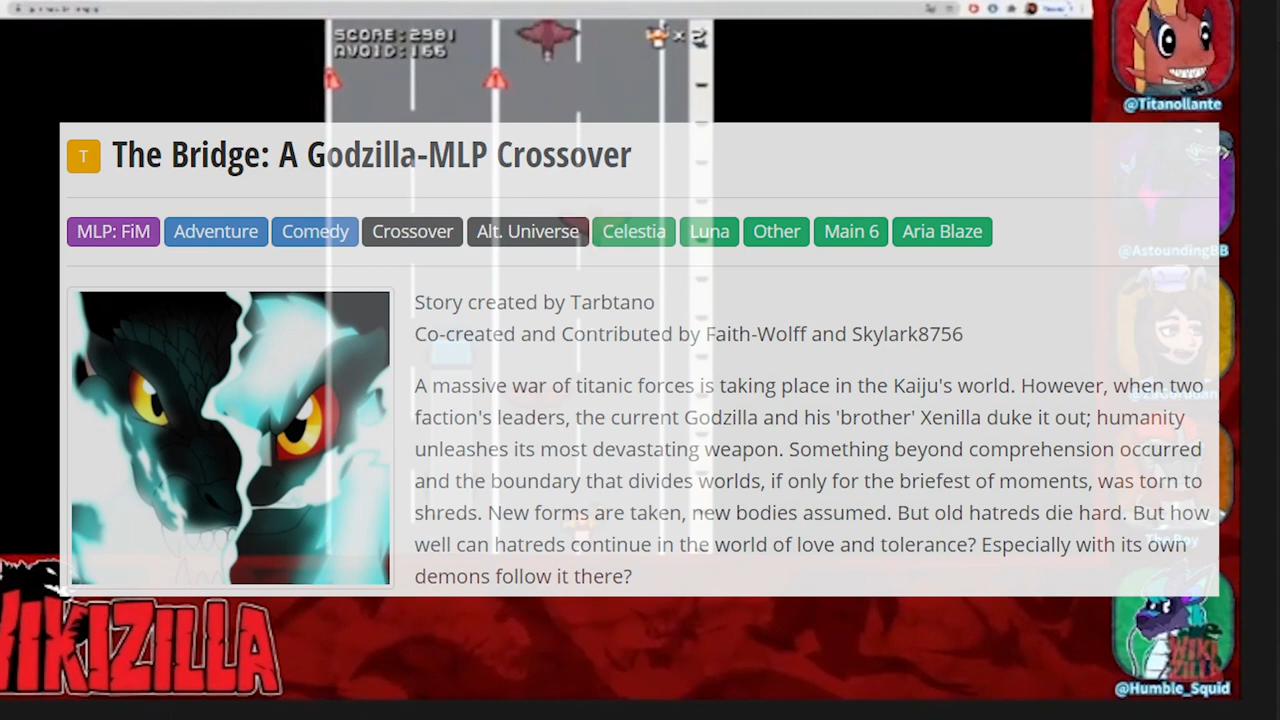 SCORE:2981
AVOID:166
× 2
@Titanollante
T
The Bridge: A Godzilla-MLP Crossover
MLP: FiM Adventure Comedy Crossover Alt. Universe Celestia Luna Other Main 6 Aria Blaze
@AstoundingBB
Story created by Tarbtano
Co-created and Contributed by Faith-Wolff and Skylark8756
A massive war of titanic forces is taking place in the Kaiju's world. However, when two
faction's leaders, the current Godzilla and his 'brother' Xenilla duke it out; humanity
unleashes its most devastating weapon. Something beyond comprehension occurred
and the boundary that divides worlds, if only for the briefest of moments, was torn to
shreds. New forms are taken, new bodies assumed. But old hatreds die hard. But how
well can hatreds continue in the world of love and tolerance? Especially with its own
demons follow it there?
WIKIZILLA
WIKI
ZILLA
@Humble_Squid